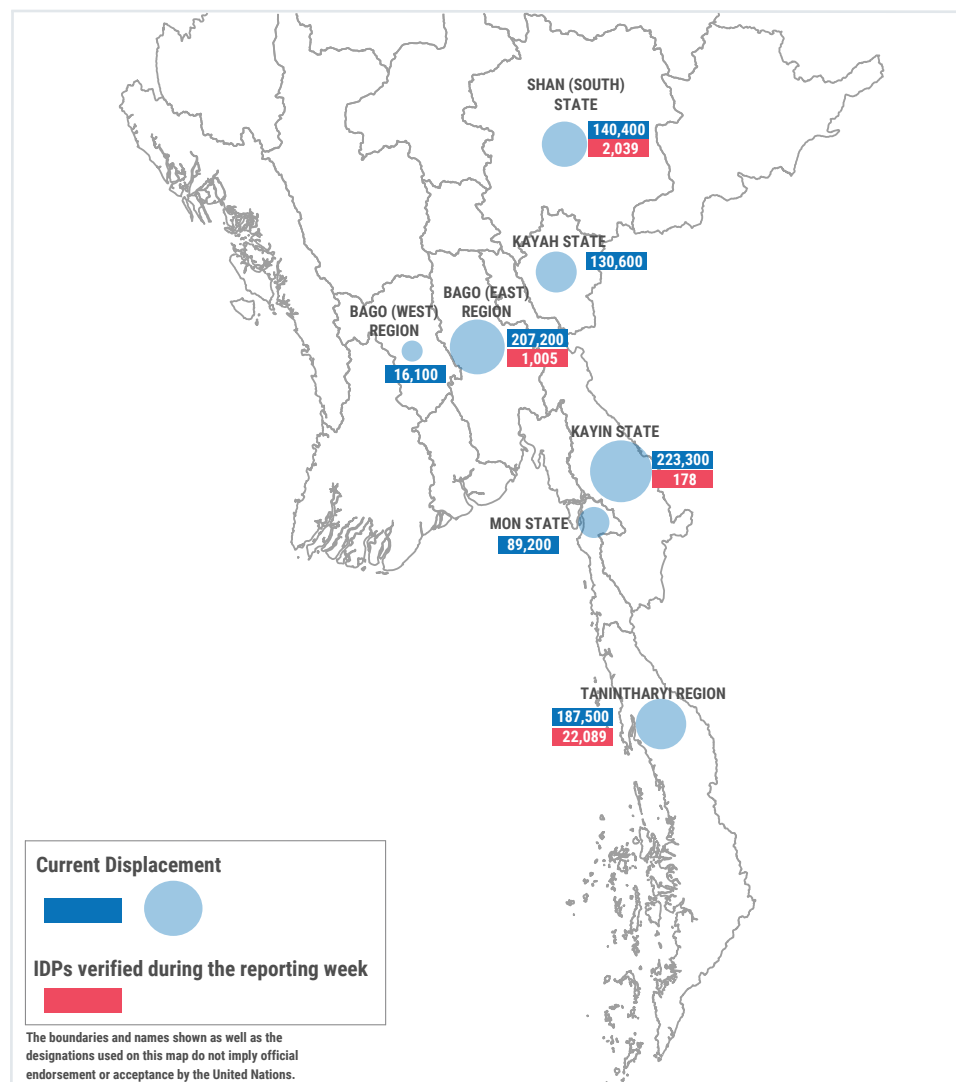 SHAN (SOUTH)
STATE
140,400
2,039
KAYAH STATE
130,600
BAGO (EAST)
REGION
207,200
1,005
BAGO (WEST)
REGION
16,100
KAYIN STATE
223,300
178
MON STATE
89,200
TANINTHARYI REGION
187,500
22,089
Current Displacement
IDPs verified during the reporting week
The boundaries and names shown as well as the
designations used on this map do not imply official
endorsement or acceptance by the United Nations.